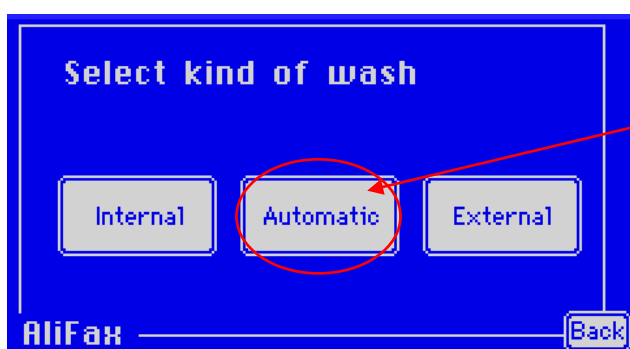 Select kind of wash
Internal Automatic External
AliFax Back